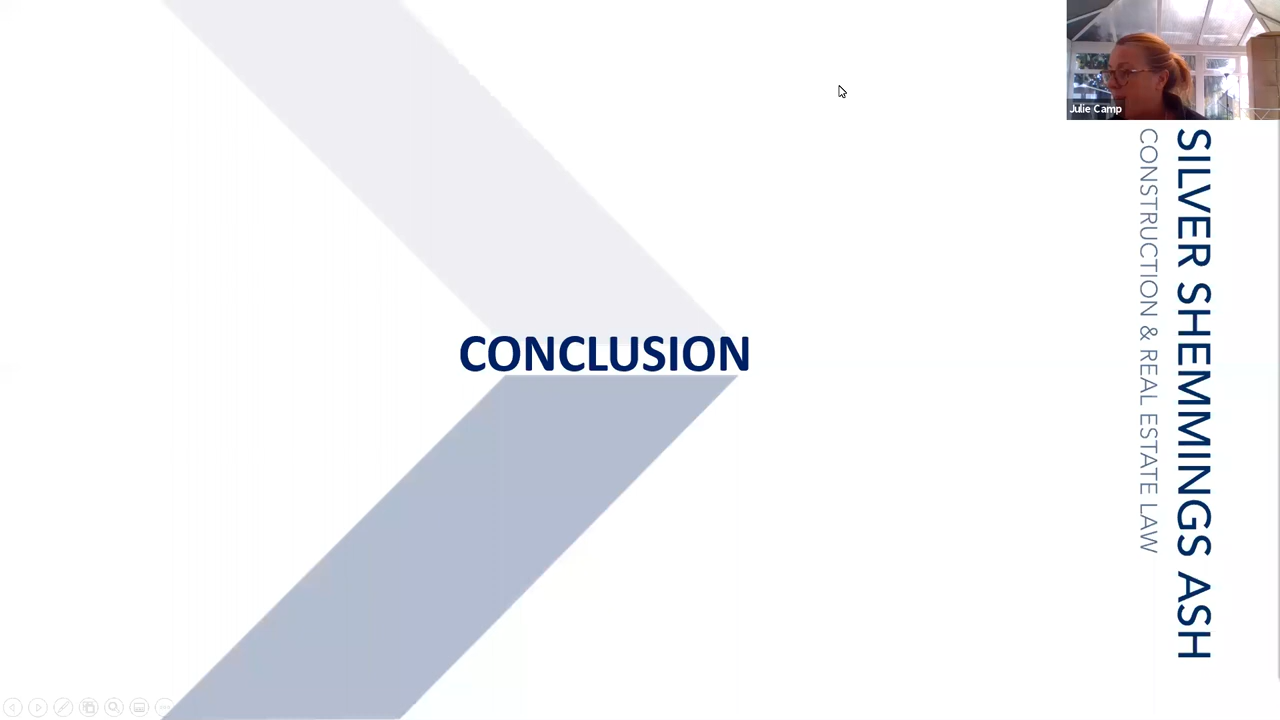 Julie Camp
CONCLUSION
SILVER SHEMMINGS ASH
CONSTRUCTION & REAL ESTATE LAW